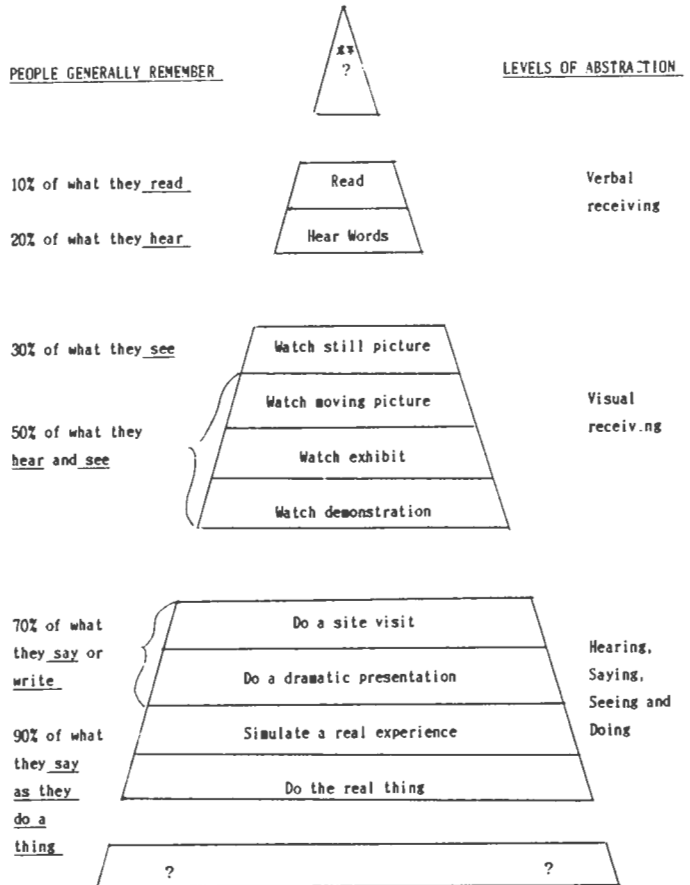 **
?
PEOPLE GENERALLY REMEMBER
LEVELS OF ABSTRACTION
10% of what they read
Read
Verbal
receiving
20% of what they hear
Hear Words
30% of what they see
Watch still picture
Watch moving picture
Visual
receiv.ng
50% of what they
hear and see
Watch exhibit
Watch demonstration
70% of what
they say or
write
Do a site visit
Do a dramatic presentation
Hearing,
Saying,
Seeing and
Doing
90% of what
they say
as they
do a
thing
Simulate a real experience
Do the real thing
?
?